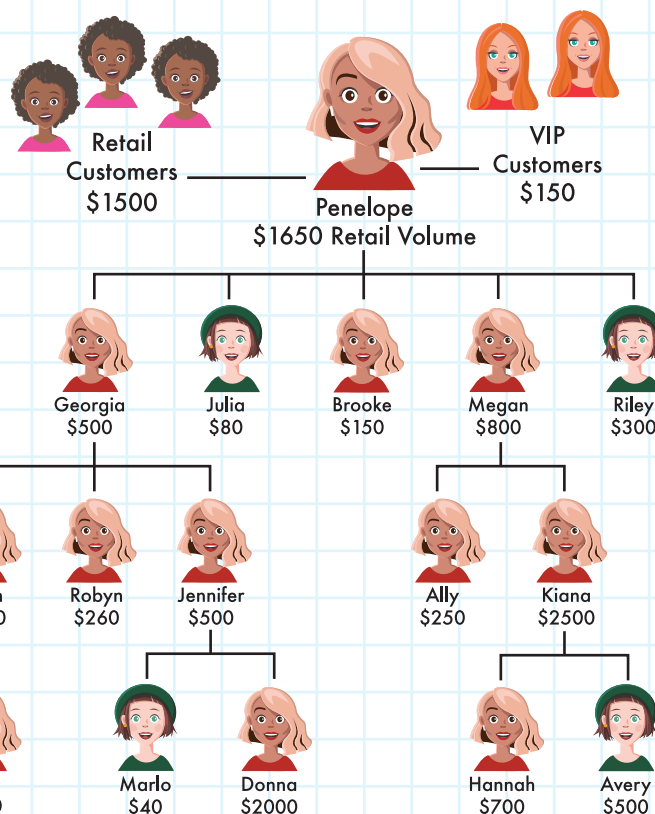 Retail
Customers
$1500
VIP
Customers
$150
Penelope
$1650 Retail Volume
Georgia
$500
Julia
$80
Brooke
$150
Megan
$800
Riley
$300
Robyn
$260
Jennifer
$500
Ally
$250
Kiana
$2500
Marlo
$40
Donna
$2000
Hannah
$700
Avery
$500